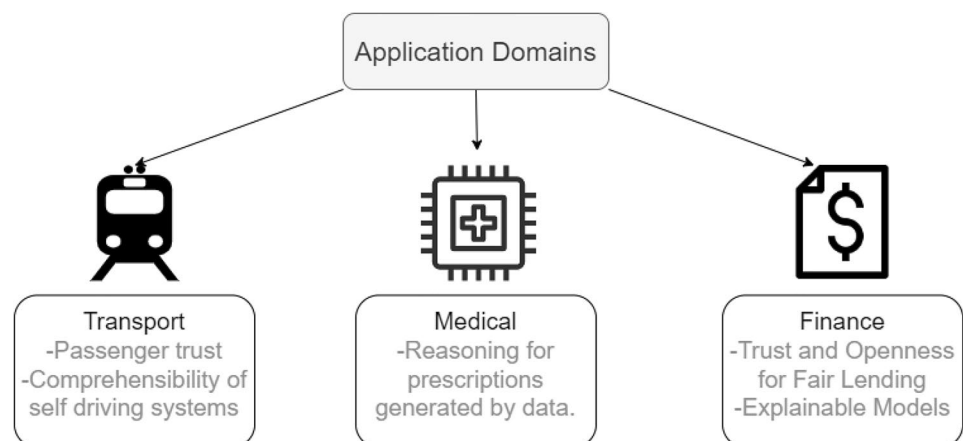 Application Domains
Transport
-Passenger trust
-Comprehensibility of
self driving systems
Medical
-Reasoning for
prescriptions
generated by data.
Finance
-Trust and Openness
for Fair Lending
-Explainable Models